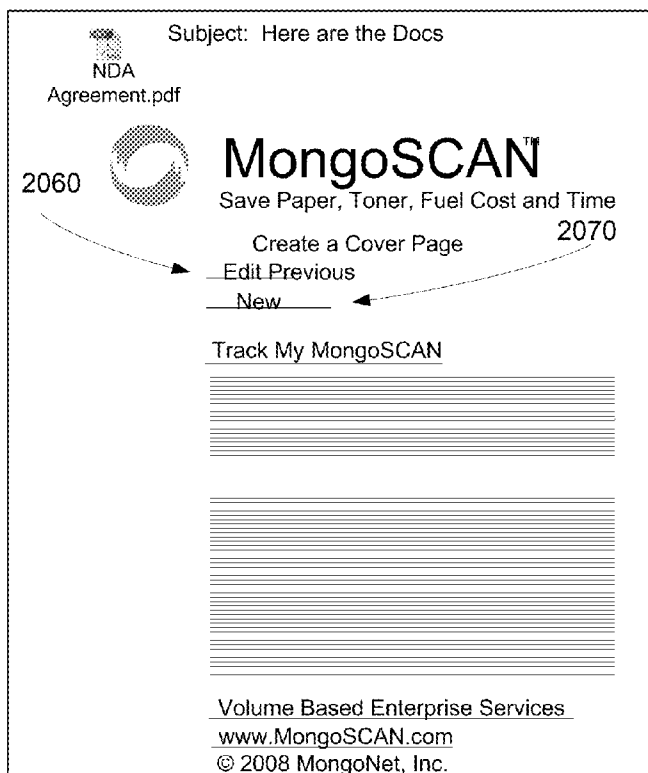 Subject: Here are the Docs
NDA
Agreement.pdf
MongoSCAN™
2060
Save Paper, Toner, Fuel Cost and Time
2070
Create a Cover Page
Edit Previous
New
Track My MongoSCAN
Volume Based Enterprise Services
www.MongoSCAN.com
© 2008 MongoNet, Inc.